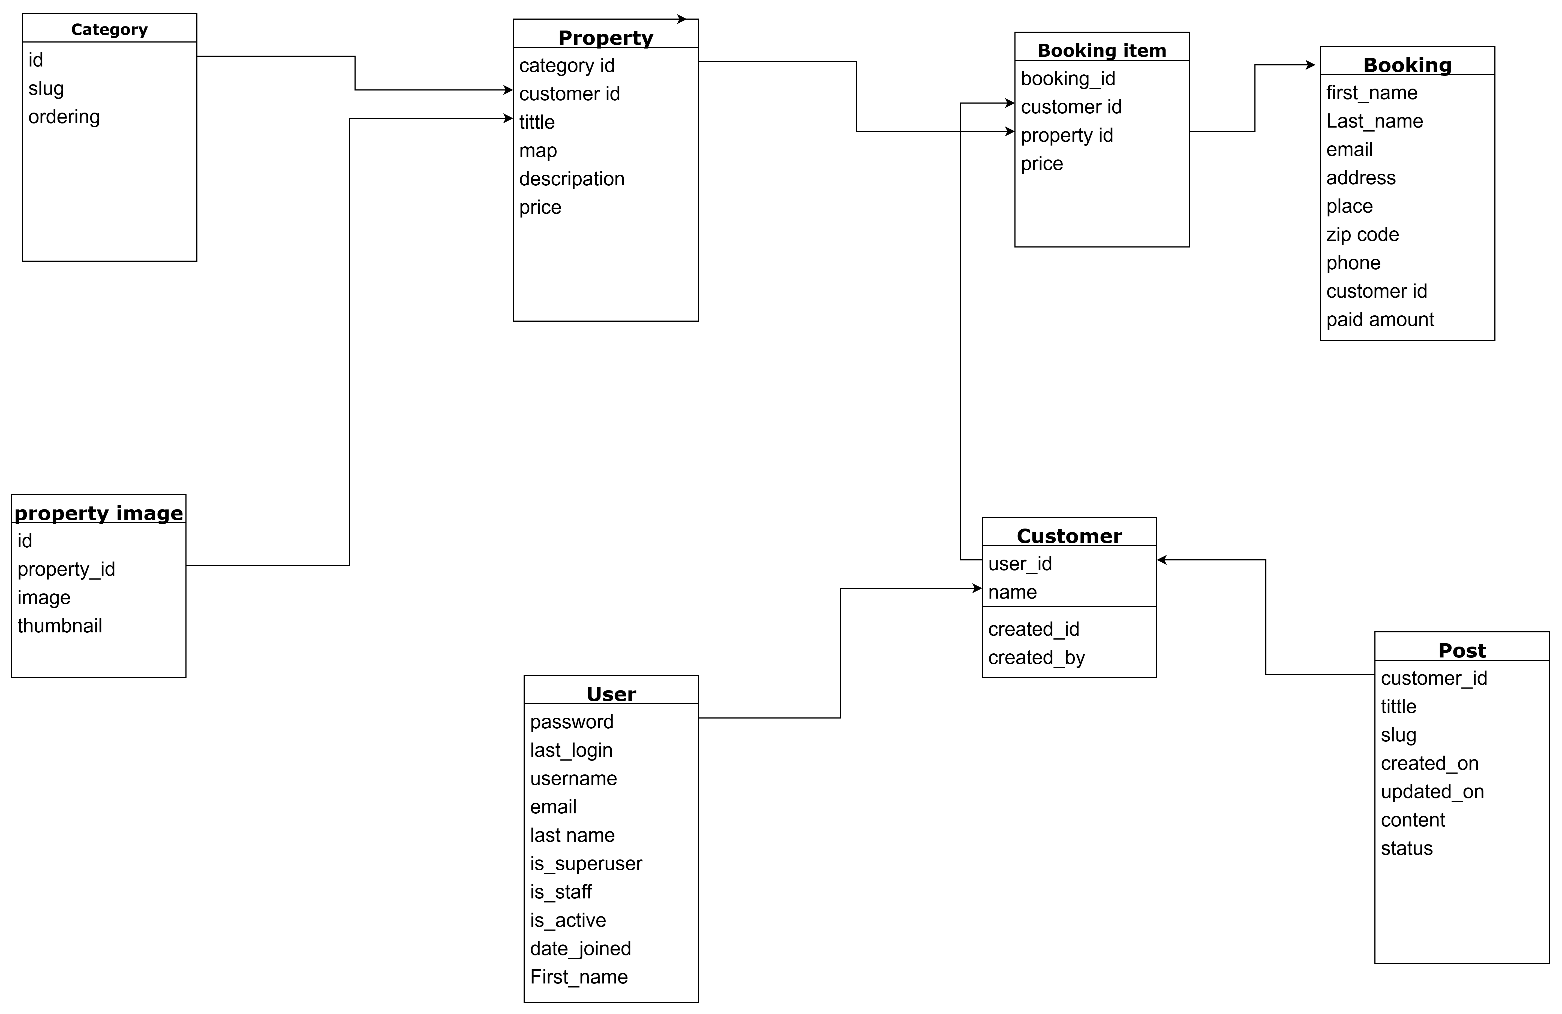 Category
id
slug
ordering
Property
category id
customer id
tittle
map
descripation
price
Booking item
booking_id
customer id
property id
price
Booking
first_name
Last_name
email
address
place
zip code
phone
customer id
paid amount
property image
id
property_id
image
thumbnail
User
password
last_login
username
email
last name
is_superuser
is_staff
is_active
date_joined
First_name
Customer
user_id
name
created_id
created_by
Post
customer_id
tittle
slug
created_on
updated_on
content
status